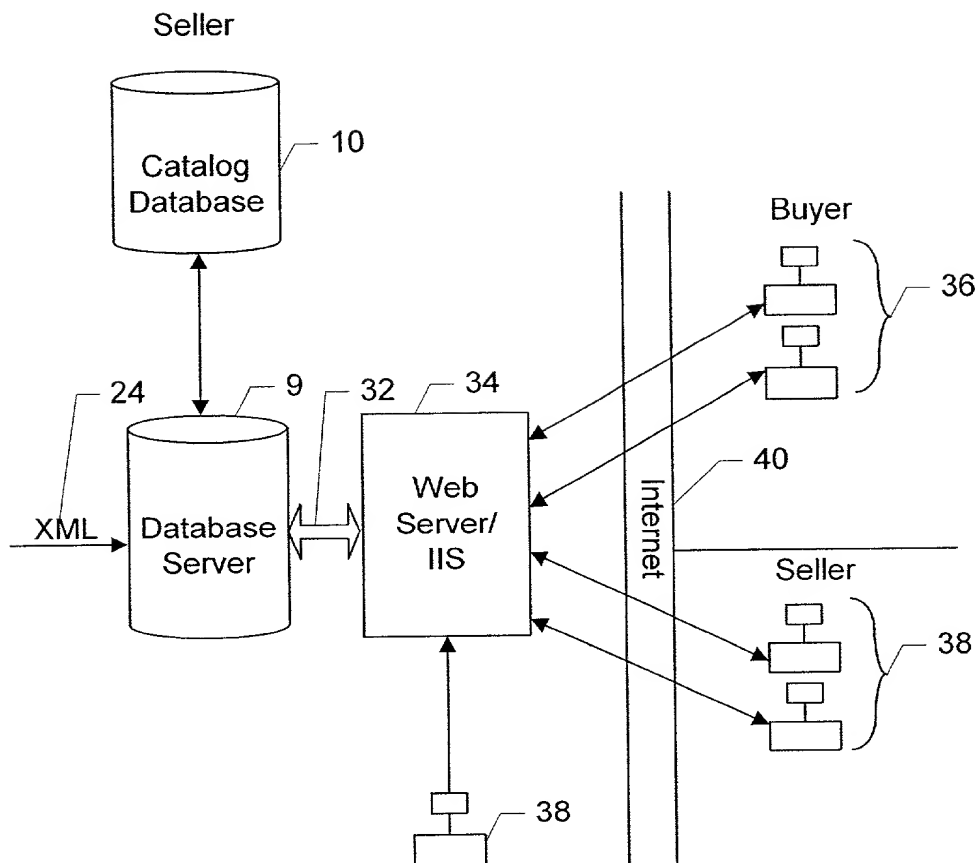 Seller
Catalog
Database
10
Buyer
36
24
9
32
34
XML
Database
Server
Web
Server/
IIS
Internet
40
Seller
38
38